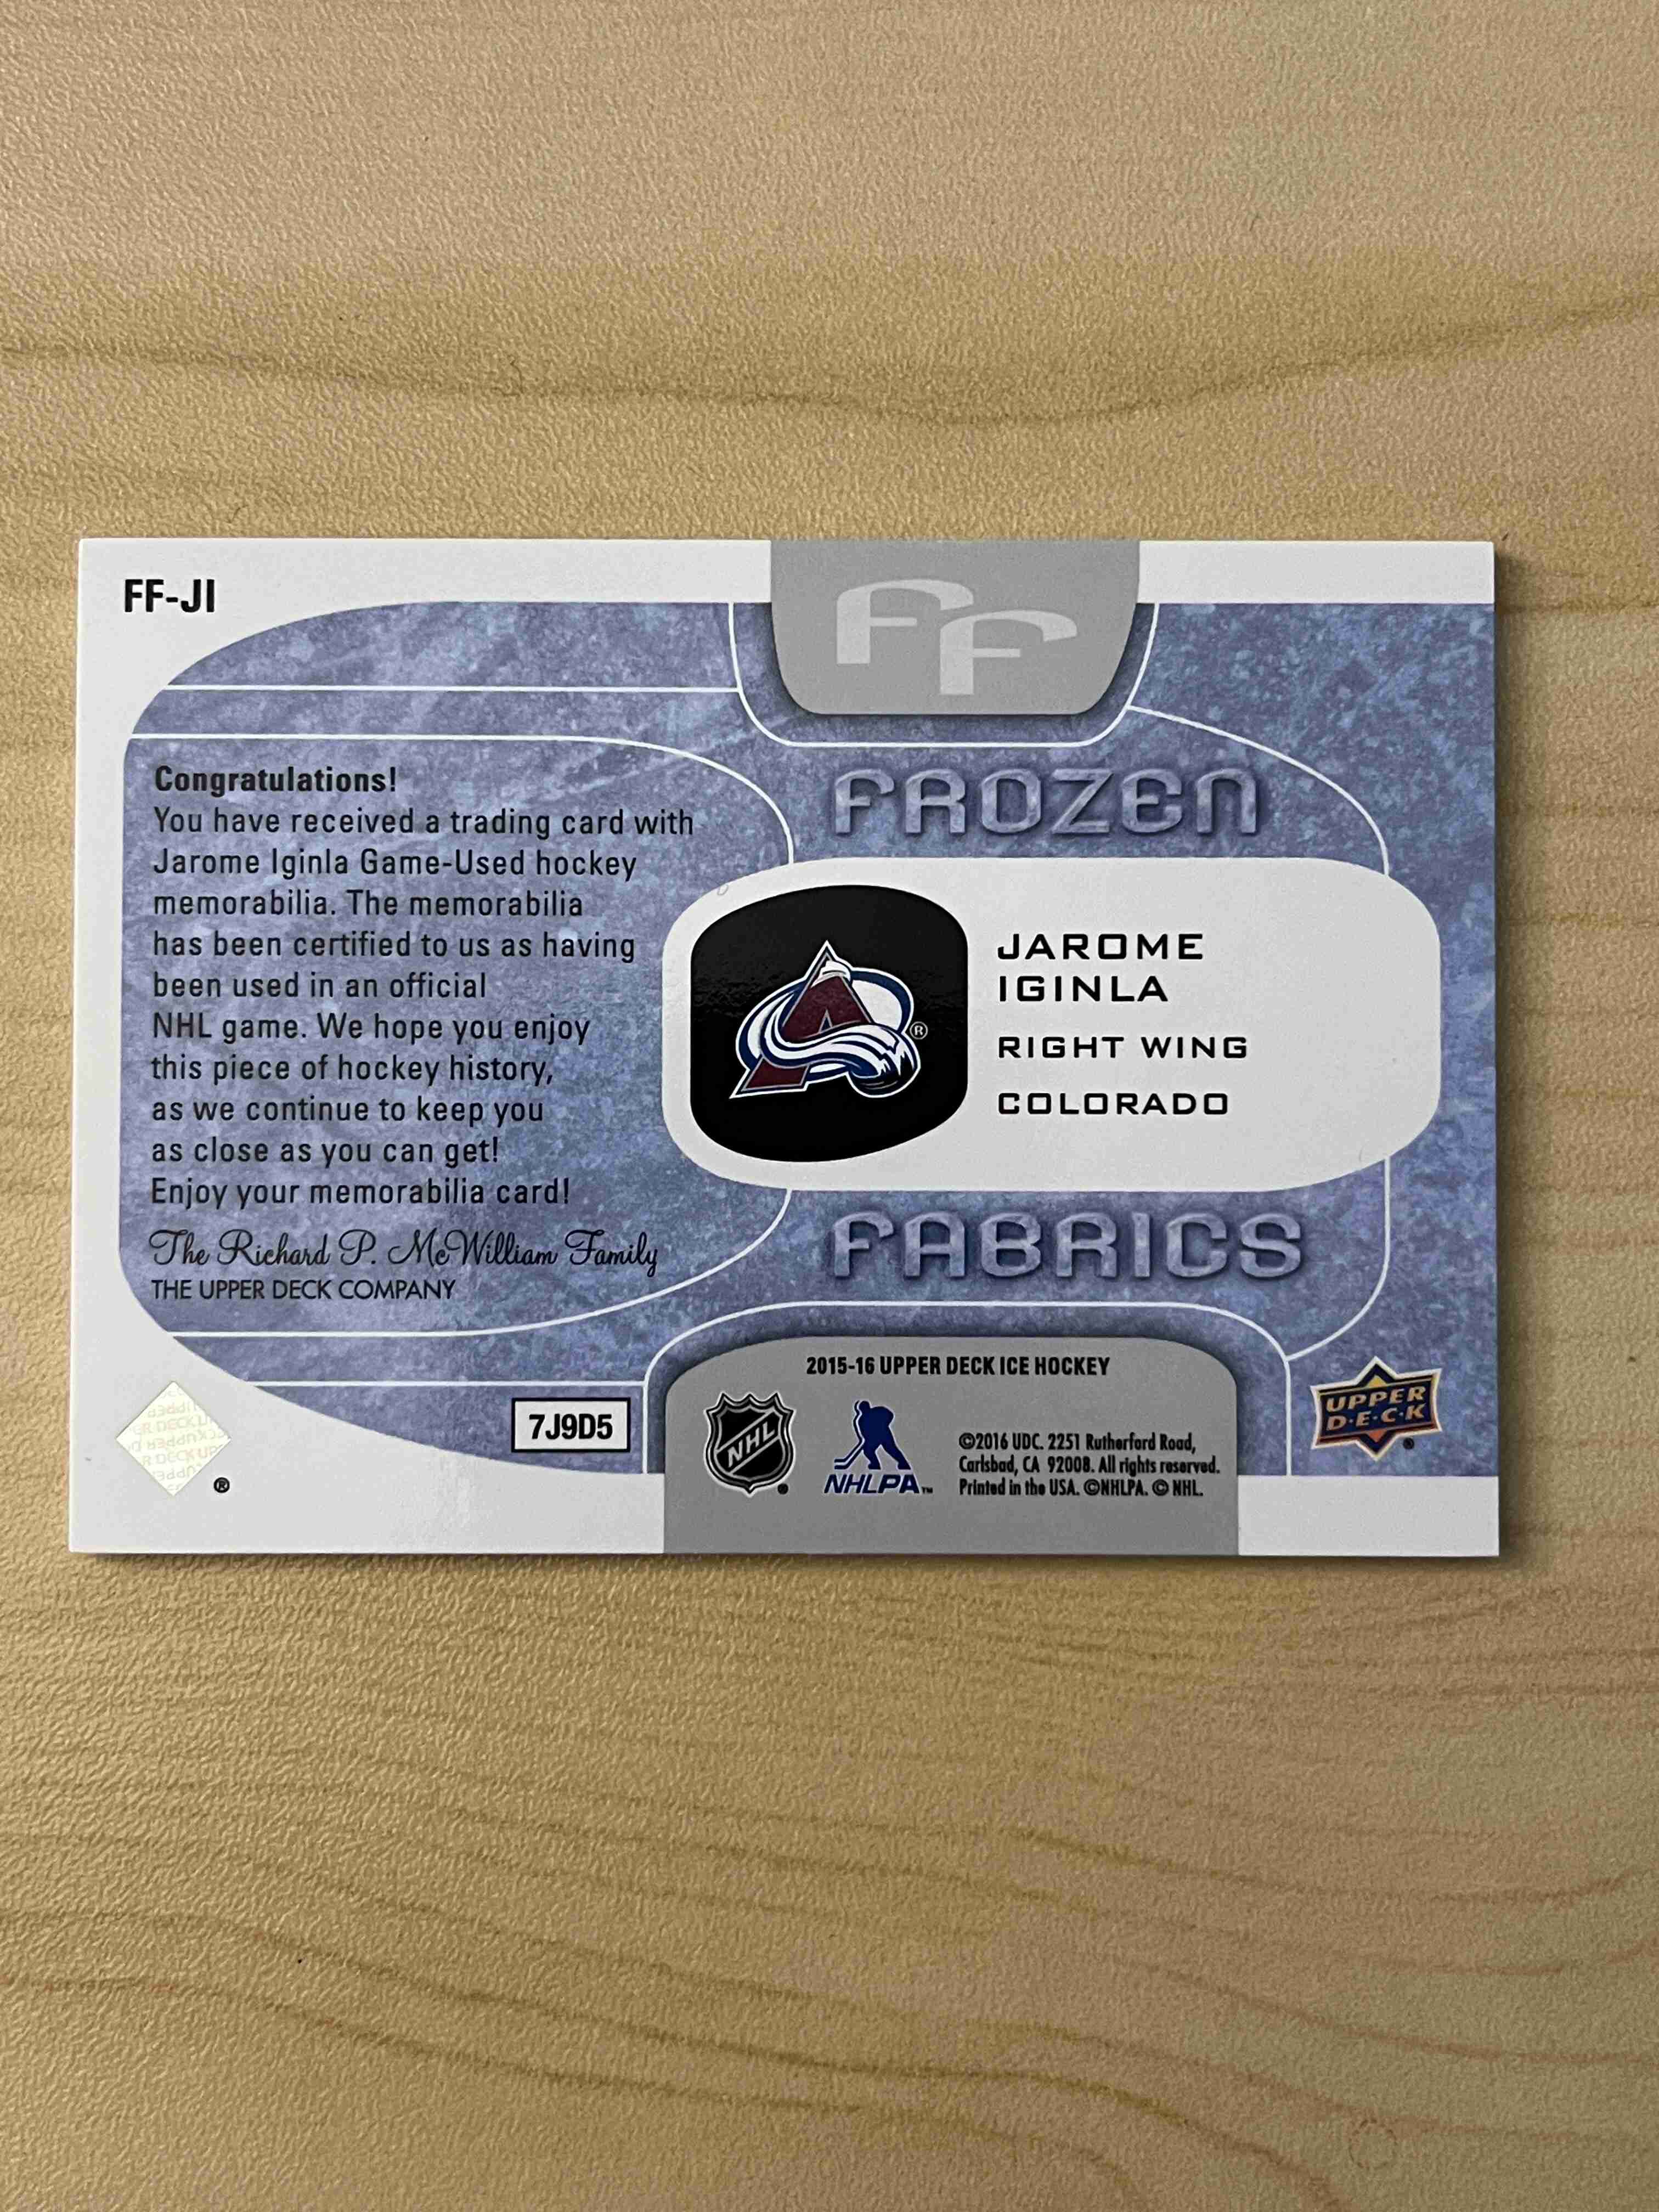 FF-JI
FF
Congratulations!
You have received a trading card with
Jarome Iginla Game-Used hockey
memorabilia. The memorabilia
has been certified to us as having
been used in an official
NHL game. We hope you enjoy
this piece of hockey history,
as we continue to keep you
as close as you can get!
Enjoy your memorabilia card!
The Richard P. McWilliam Family
THE UPPER DECK COMPANY
FROZEN
A ®
JAROME
IGINLA
RIGHT WING
COLORADO
FABRICS
7J9D5
®
2015-16 UPPER DECK ICE HOCKEY
NHL
NHLPA™
©2016 UDC. 2251 Rutherford Road,
Carlsbad, CA 92008. All rights reserved.
Printed in the USA. ©NHLPA. © NHL.
UPPER
D·E·C·K